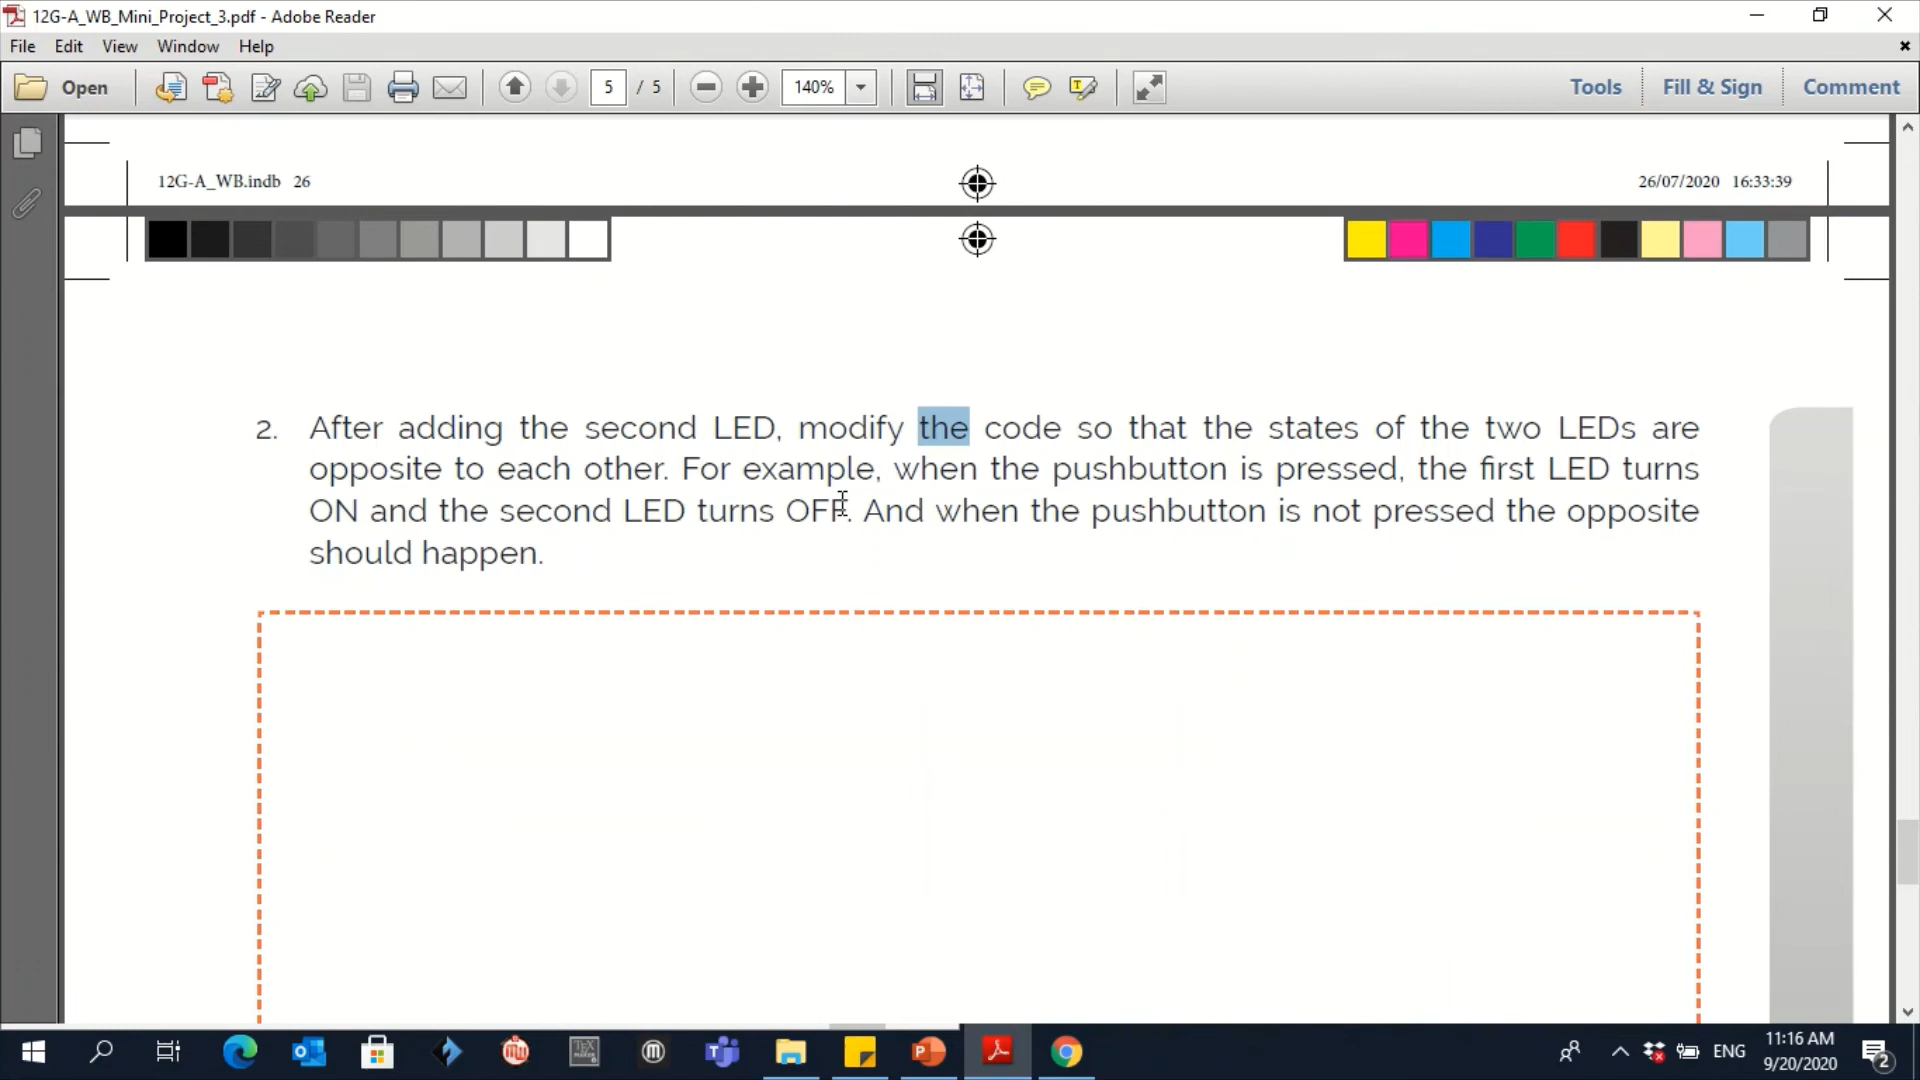 12G-A_WB_Mini_Project_3.pdf - Adobe Reader
File Edit View Window Help
Open 5 / 5 140% Tools Fill & Sign Comment
12G-A_WB.indb 26 26/07/2020 16:33:39
2. After adding the second LED, modify the code so that the states of the two LEDs are
opposite to each other. For example, when the pushbutton is pressed, the first LED turns
ON and the second LED turns OFF. And when the pushbutton is not pressed the opposite
should happen.
ENG
11:16 AM
9/20/2020
2